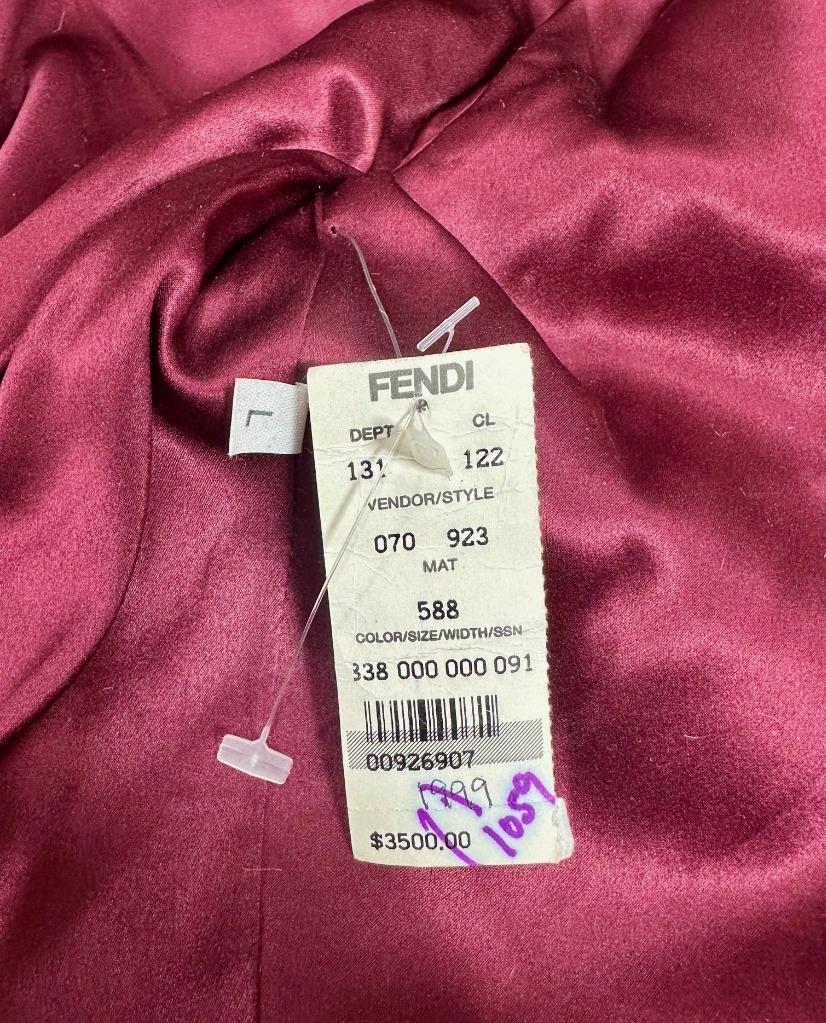 FENDI
DEPT CL
131 122
VENDOR/STYLE
070 923
MAT
588
COLOR/SIZE/WIDTH/SSN
338 000 000 091
00926907
1999
1059
$3500.00
L